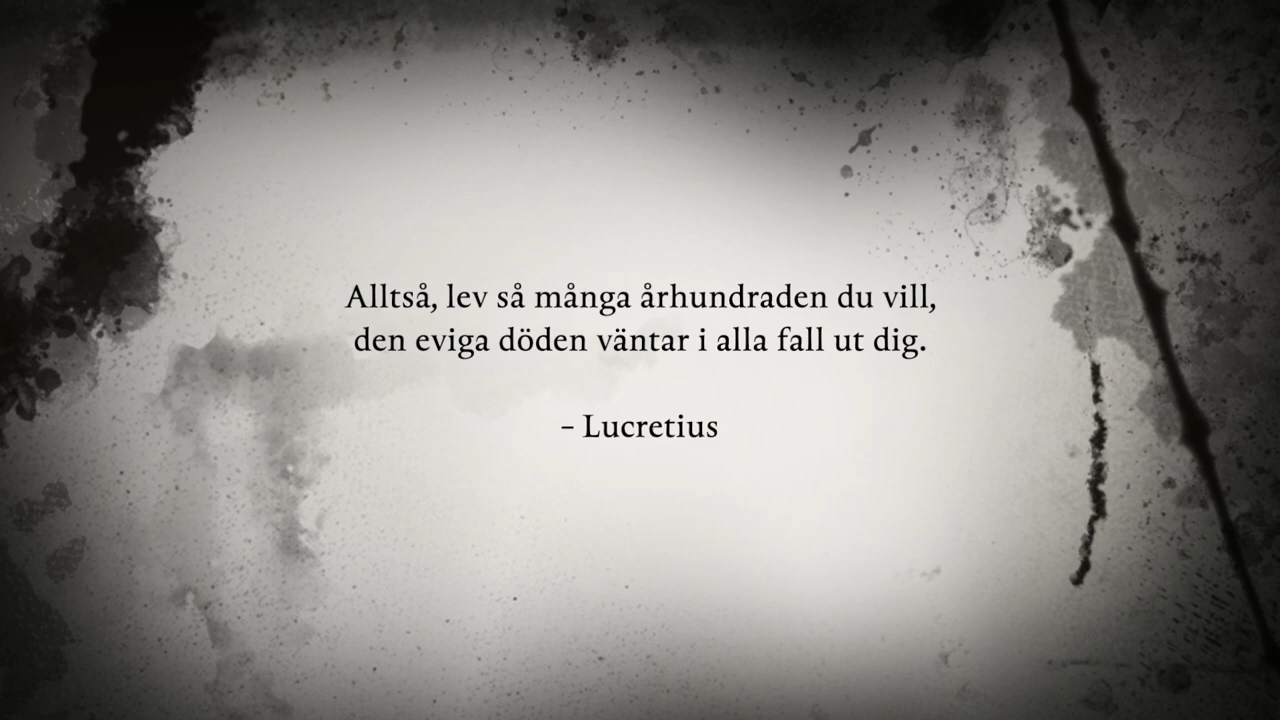 Alltså, lev så många århundraden du vill,
den eviga döden väntar i alla fall ut dig.
– Lucretius